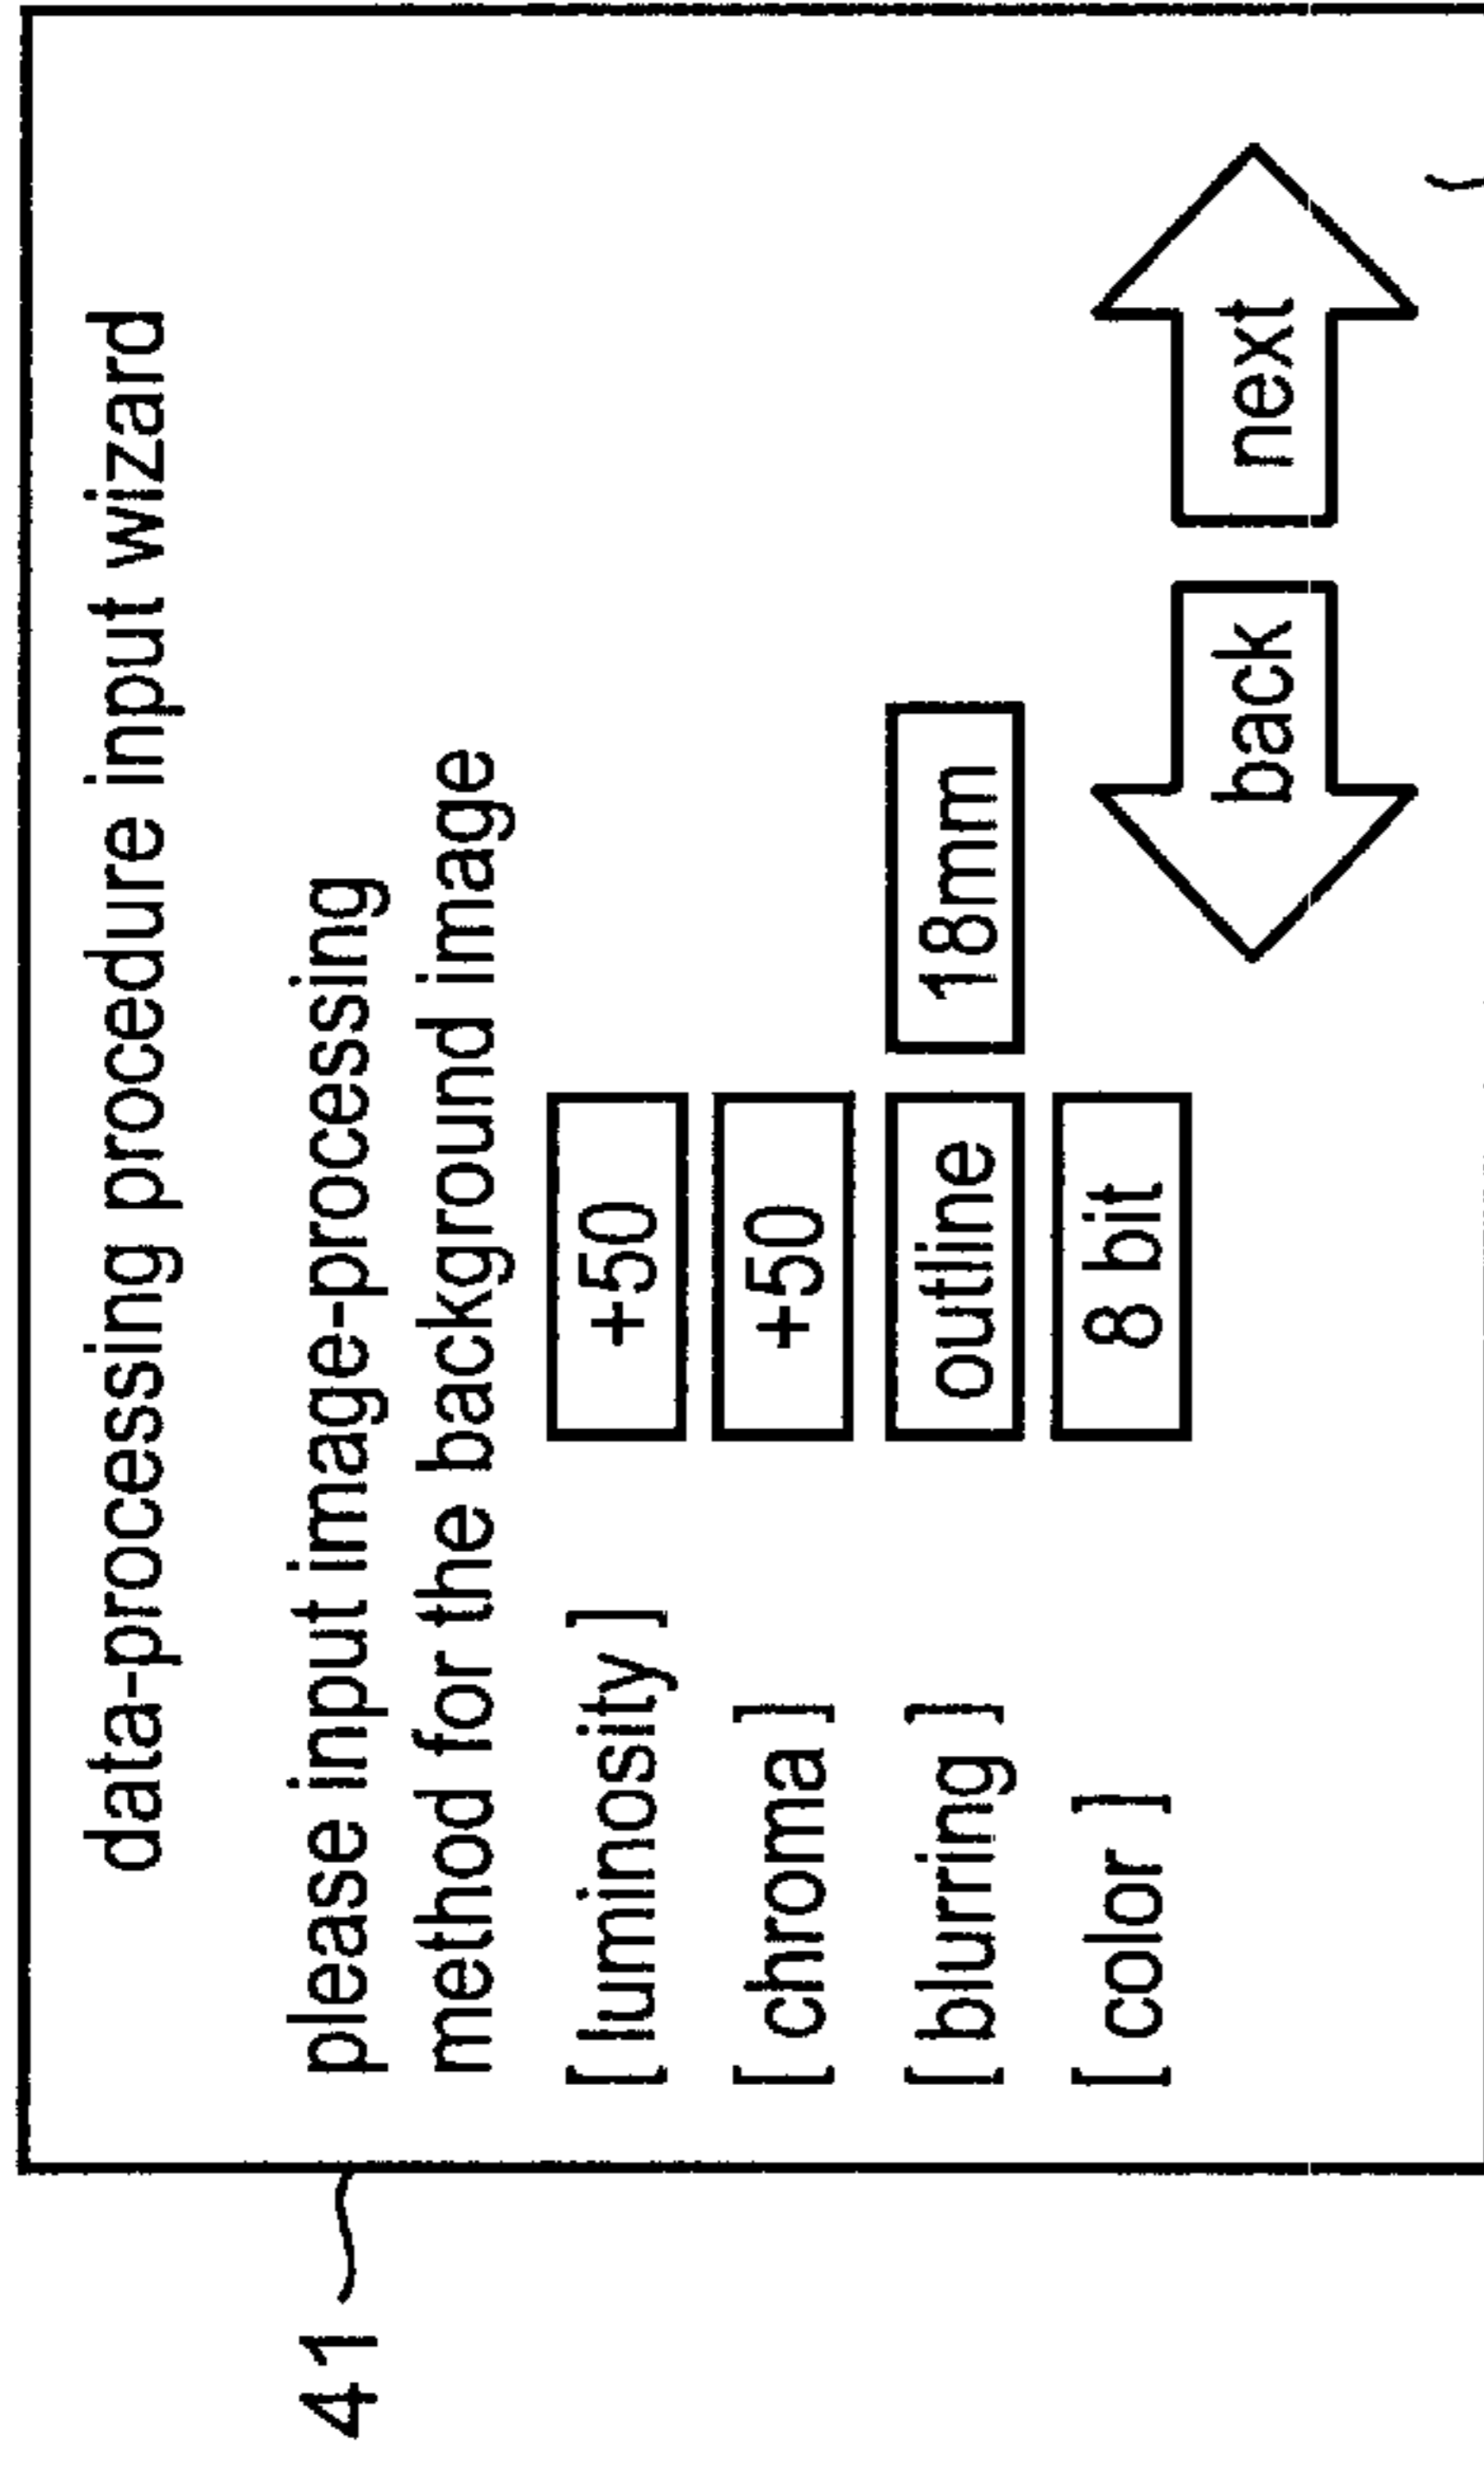 data-processing procedure input wizard
please input image-processing
method for the background image
[ luminosity ] +50
[ chroma ] +50
[ blurring ] outline 18mm
[ color ] 8 bit
back next
41